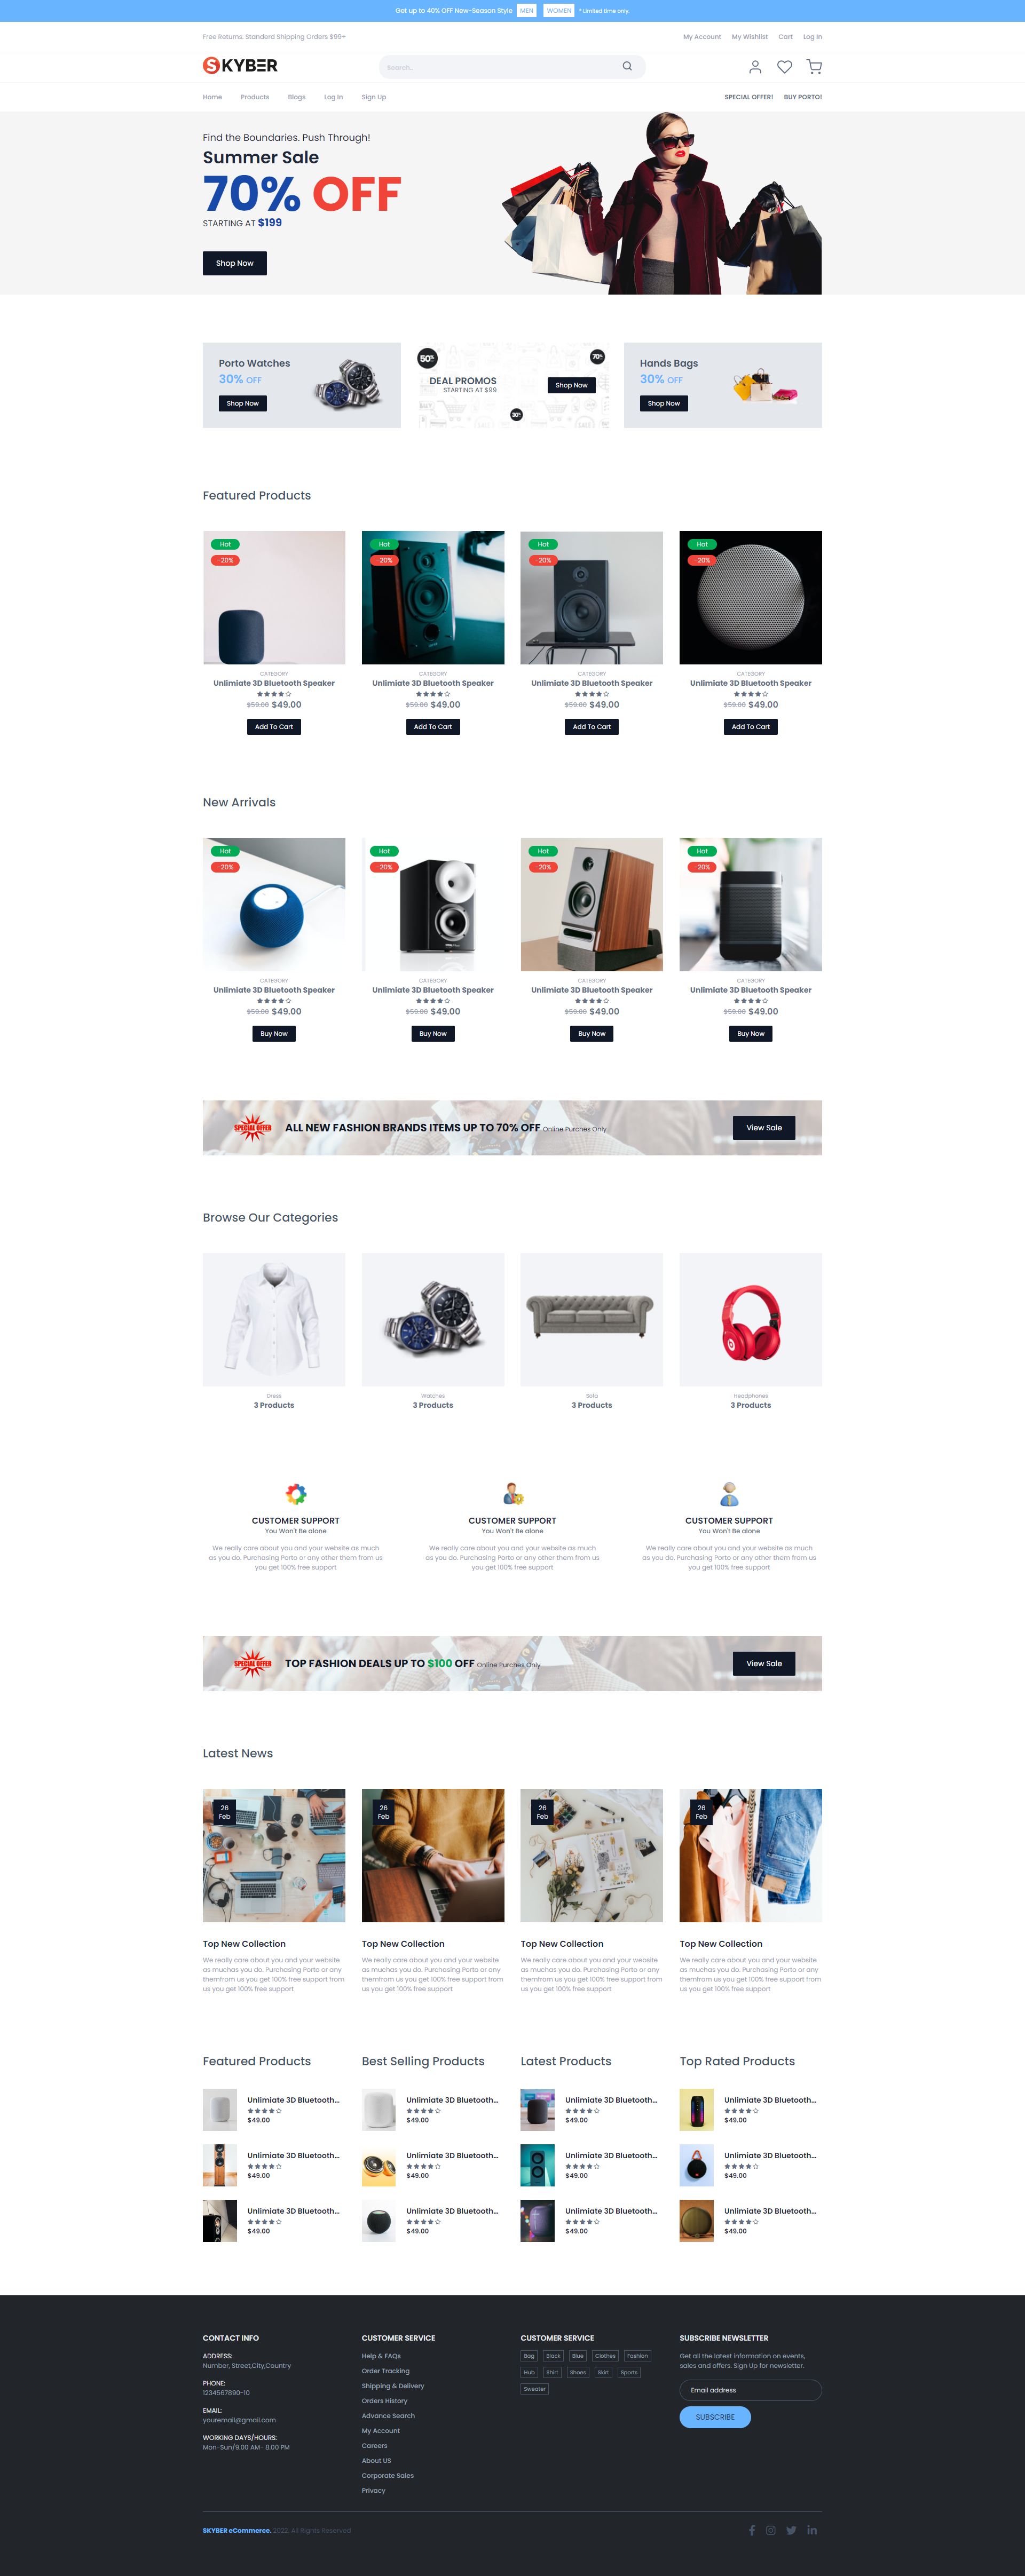 Get up to 40% OFF New-Season Style MEN WOMEN * Limited time only.
Free Returns. Standerd Shipping Orders $99+
My Account My Wishlist Cart Log In
SKYBER
Search...
Home Products Blogs Log In Sign Up
SPECIAL OFFER! BUY PORTO!
Find the Boundaries. Push Through!
Summer Sale
70% OFF
STARTING AT $199
Shop Now
Porto Watches
30% OFF
Shop Now
50%
70%
DEAL PROMOS
STARTING AT $99
Shop Now
30%
Hands Bags
30% OFF
Shop Now
Featured Products
Hot Hot Hot Hot
-20% -20% -20% -20%
CATEGORY CATEGORY CATEGORY CATEGORY
Unlimiate 3D Bluetooth Speaker Unlimiate 3D Bluetooth Speaker Unlimiate 3D Bluetooth Speaker Unlimiate 3D Bluetooth Speaker
$59.00 $49.00 $59.00 $49.00 $59.00 $49.00 $59.00 $49.00
Add To Cart Add To Cart Add To Cart Add To Cart
New Arrivals
Hot Hot Hot Hot
-20% -20% -20% -20%
CATEGORY CATEGORY CATEGORY CATEGORY
Unlimiate 3D Bluetooth Speaker Unlimiate 3D Bluetooth Speaker Unlimiate 3D Bluetooth Speaker Unlimiate 3D Bluetooth Speaker
$59.00 $49.00 $59.00 $49.00 $59.00 $49.00 $59.00 $49.00
Buy Now Buy Now Buy Now Buy Now
SPECIAL OFFER ALL NEW FASHION BRANDS ITEMS UP TO 70% OFF Online Purches Only
View Sale
Browse Our Categories
Dress Watches Sofa Headphones
3 Products 3 Products 3 Products 3 Products
CUSTOMER SUPPORT CUSTOMER SUPPORT CUSTOMER SUPPORT
You Won't Be alone You Won't Be alone You Won't Be alone
We really care about you and your website as much We really care about you and your website as much We really care about you and your website as much
as you do. Purchasing Porto or any other them from us as you do. Purchasing Porto or any other them from us as you do. Purchasing Porto or any other them from us
you get 100% free support you get 100% free support you get 100% free support
SPECIAL OFFER TOP FASHION DEALS UP TO $100 OFF Online Purches Only
View Sale
Latest News
26 26 26 26
Feb Feb Feb Feb
Top New Collection Top New Collection Top New Collection Top New Collection
We really care about you and your website We really care about you and your website We really care about you and your website We really care about you and your website
as muchas you do. Purchasing Porto or any as muchas you do. Purchasing Porto or any as muchas you do. Purchasing Porto or any as muchas you do. Purchasing Porto or any
themfrom us you get 100% free support from themfrom us you get 100% free support from themfrom us you get 100% free support from themfrom us you get 100% free support from
us you get 100% free support us you get 100% free support us you get 100% free support us you get 100% free support
Featured Products Best Selling Products Latest Products Top Rated Products
Unlimiate 3D Bluetooth... Unlimiate 3D Bluetooth... Unlimiate 3D Bluetooth... Unlimiate 3D Bluetooth...
$49.00 $49.00 $49.00 $49.00
Unlimiate 3D Bluetooth... Unlimiate 3D Bluetooth... Unlimiate 3D Bluetooth... Unlimiate 3D Bluetooth...
$49.00 $49.00 $49.00 $49.00
Unlimiate 3D Bluetooth... Unlimiate 3D Bluetooth... Unlimiate 3D Bluetooth... Unlimiate 3D Bluetooth...
$49.00 $49.00 $49.00 $49.00
CONTACT INFO
ADDRESS:
Number, Street,City,Country
PHONE:
1234567890-10
EMAIL:
youremail@gmail.com
WORKING DAYS/HOURS:
Mon-Sun/9.00 AM- 8.00 PM
CUSTOMER SERVICE
Help & FAQs
Order Tracking
Shipping & Delivery
Orders History
Advance Search
My Account
Careers
About US
Corporate Sales
Privacy
CUSTOMER SERVICE
Bag Black Blue Clothes Fashion
Hub Shirt Shoes Skirt Sports
Sweater
SUBSCRIBE NEWSLETTER
Get all the latest information on events,
sales and offers. Sign Up for newsletter.
Email address
SUBSCRIBE
SKYBER eCommerce. 2022. All Rights Reserved